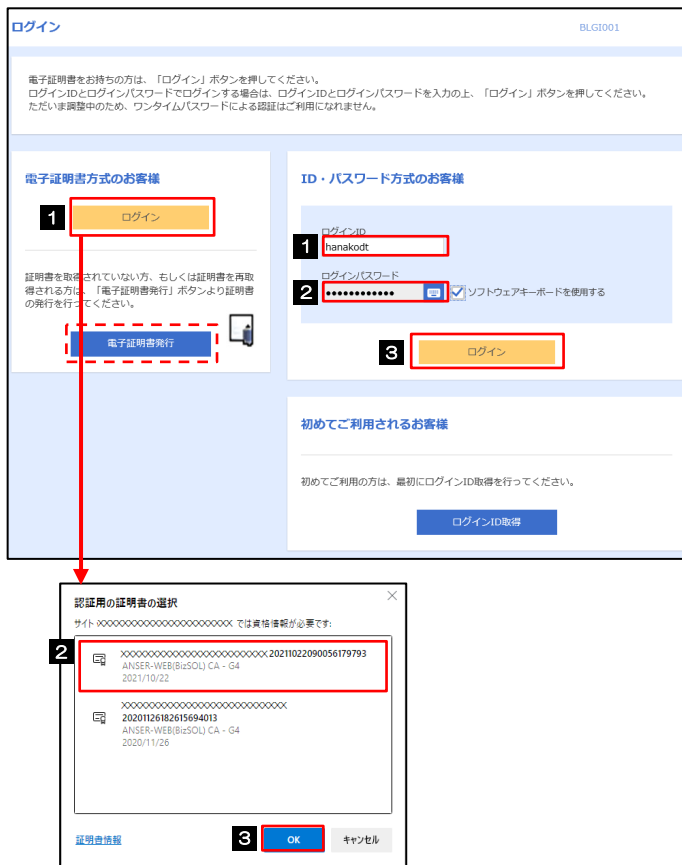 ログイン
BLGI001
電子証明書をお持ちの方は、「ログイン」ボタンを押してください。
ログインIDとログインパスワードでログインする場合は、ログインIDとログインパスワードを入力の上、「ログイン」ボタンを押してください。
ただいま調整中のため、ワンタイムパスワードによる認証はご利用になれません。
電子証明書方式のお客様
1
ログイン
証明書を取得されていない方、もしくは証明書を再取
得される方は、「電子証明書発行」ボタンより証明書
の発行を行ってください。
電子証明書発行
ID・パスワード方式のお客様
ログインID
1
hanakodt
ログインパスワード
2
●●●●●●●●●●●●
ソフトウェアキーボードを使用する
3
ログイン
初めてご利用されるお客様
初めてご利用の方は、最初にログインID取得を行ってください。
ログインID取得
認証用の証明書の選択
サイト XXXXXXXXXXXXXXXXXXXXXXX では資格情報が必要です:
2
XXXXXXXXXXXXXXXXXXXXXXXXXX 20211022090056179793
ANSER-WEB(BizSOL) CA - G4
2021/10/22
XXXXXXXXXXXXXXXXXXXXXXXXXXXXX
20201126182615694013
ANSER-WEB(BizSOL) CA - G4
2020/11/26
証明書情報
3
OK
キャンセル